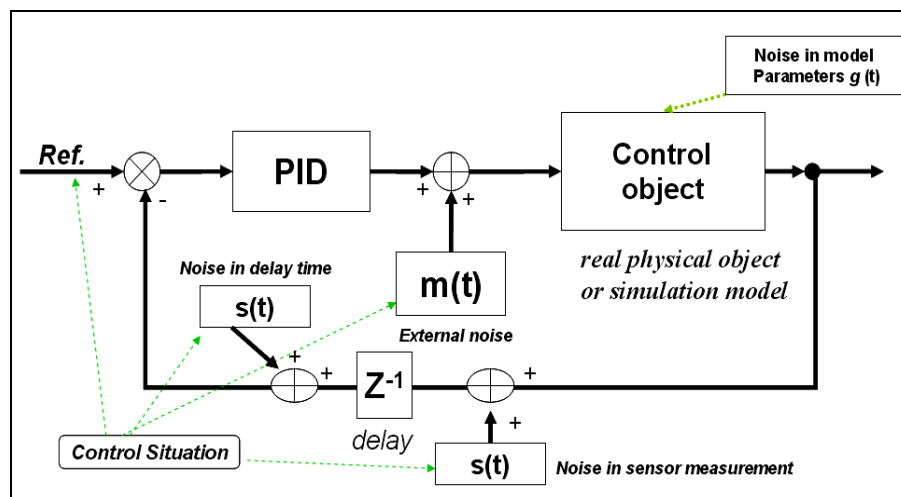 Noise in model
Parameters g (t)
Ref.
+
-
PID
+
+
Control
object
real physical object
or simulation model
Noise in delay time
s(t)
m(t)
External noise
+
+
Z-1
delay
+
+
s(t)
Noise in sensor measurement
Control Situation